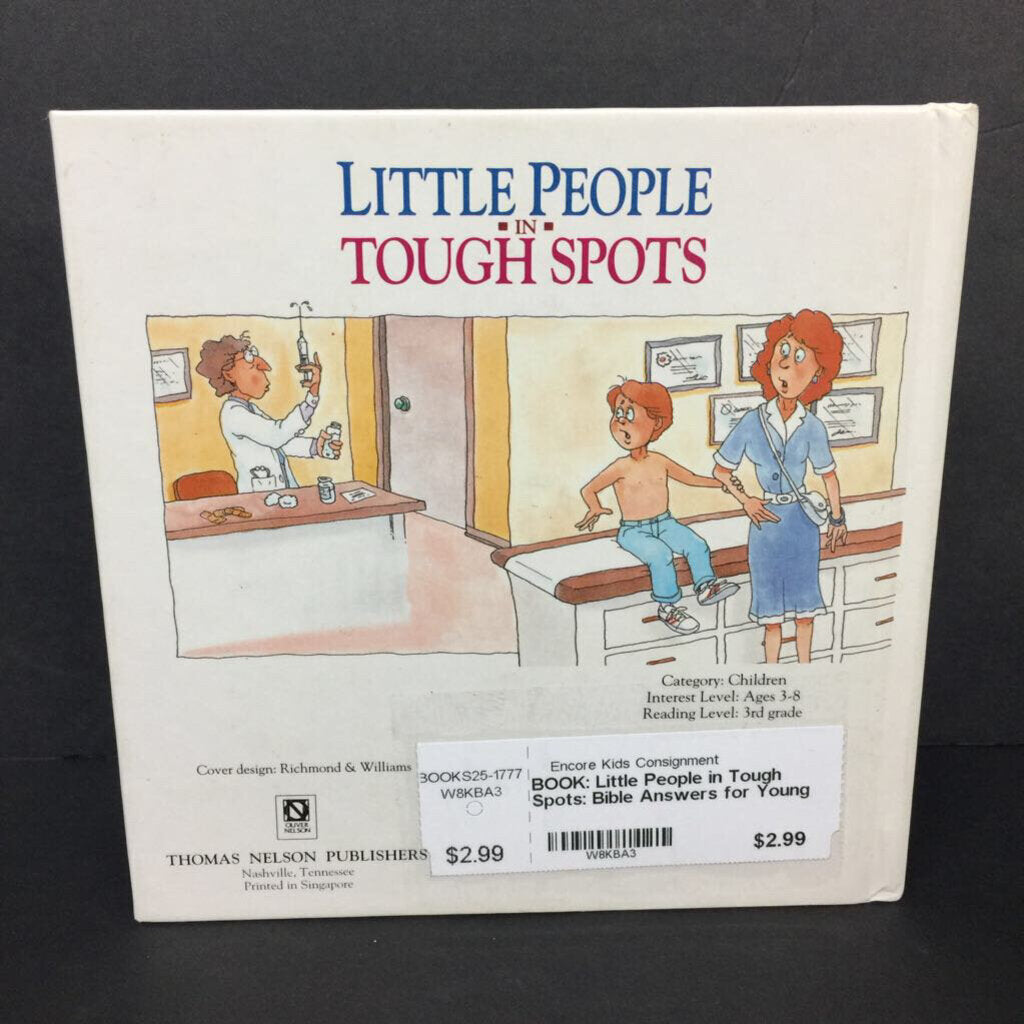 LITTLE PEOPLE
▪ IN ▪
TOUGH SPOTS
Category: Children
Interest Level: Ages 3-8
Reading Level: 3rd grade
Cover design: Richmond & Williams
OLIVER
NELSON
THOMAS NELSON PUBLISHERS
Nashville, Tennessee
Printed in Singapore
BOOKS25-1777
W8KBA3
$2.99
Encore Kids Consignment
BOOK: Little People in Tough
Spots: Bible Answers for Young
W8KBA3
$2.99